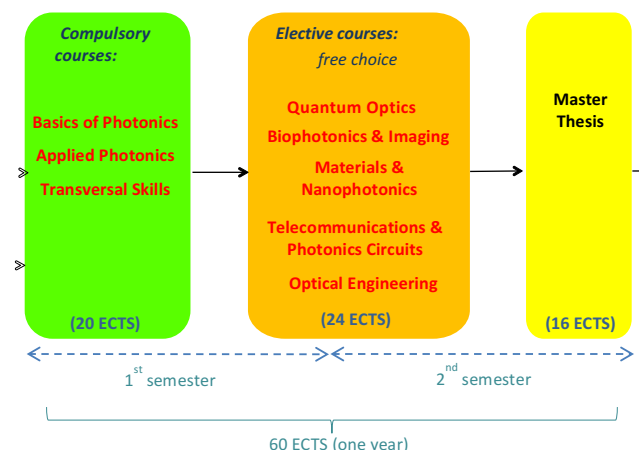 Compulsory
courses:
Basics of Photonics
Applied Photonics
Transversal Skills
(20 ECTS)
Elective courses:
free choice
Quantum Optics
Biophotonics & Imaging
Materials &
Nanophotonics
Telecommunications &
Photonics Circuits
Optical Engineering
(24 ECTS)
Master
Thesis
(16 ECTS)
1st semester
2nd semester
60 ECTS (one year)